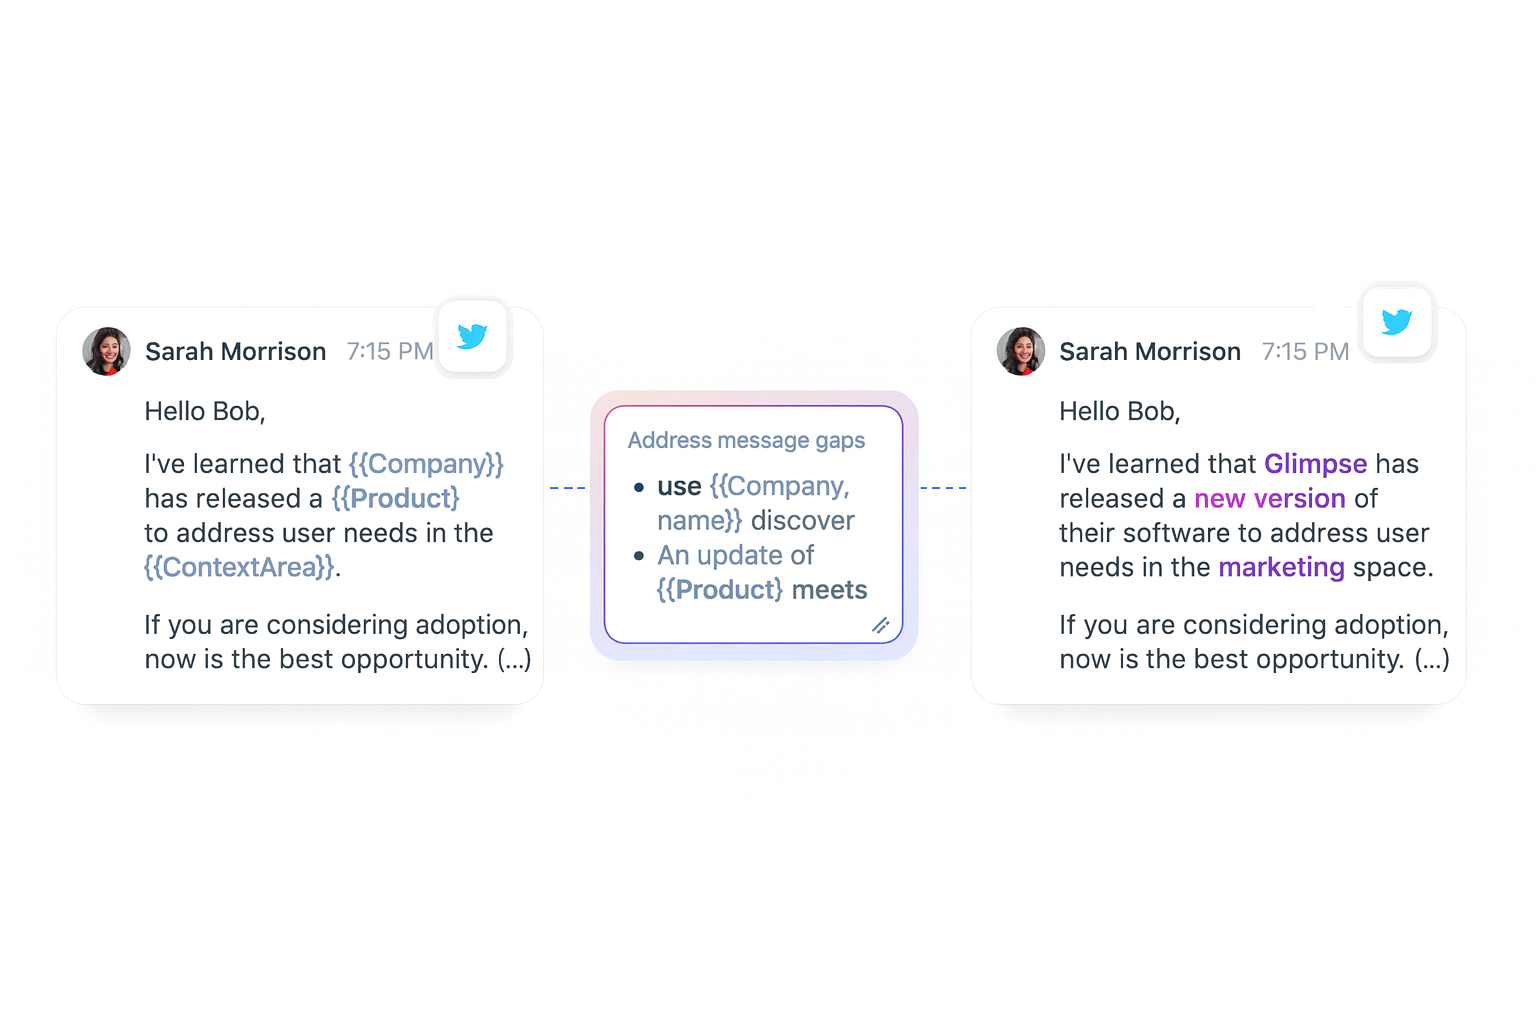 Sarah Morrison 7:15 PM
Hello Bob,
I've learned that {{Company}}
has released a {{Product}
to address user needs in the
{{ContextArea}}.
If you are considering adoption,
now is the best opportunity. (...)
Address message gaps
• use {{Company,
name}} discover
• An update of
{{Product} meets
Sarah Morrison 7:15 PM
Hello Bob,
I've learned that Glimpse has
released a new version of
their software to address user
needs in the marketing space.
If you are considering adoption,
now is the best opportunity. (...)